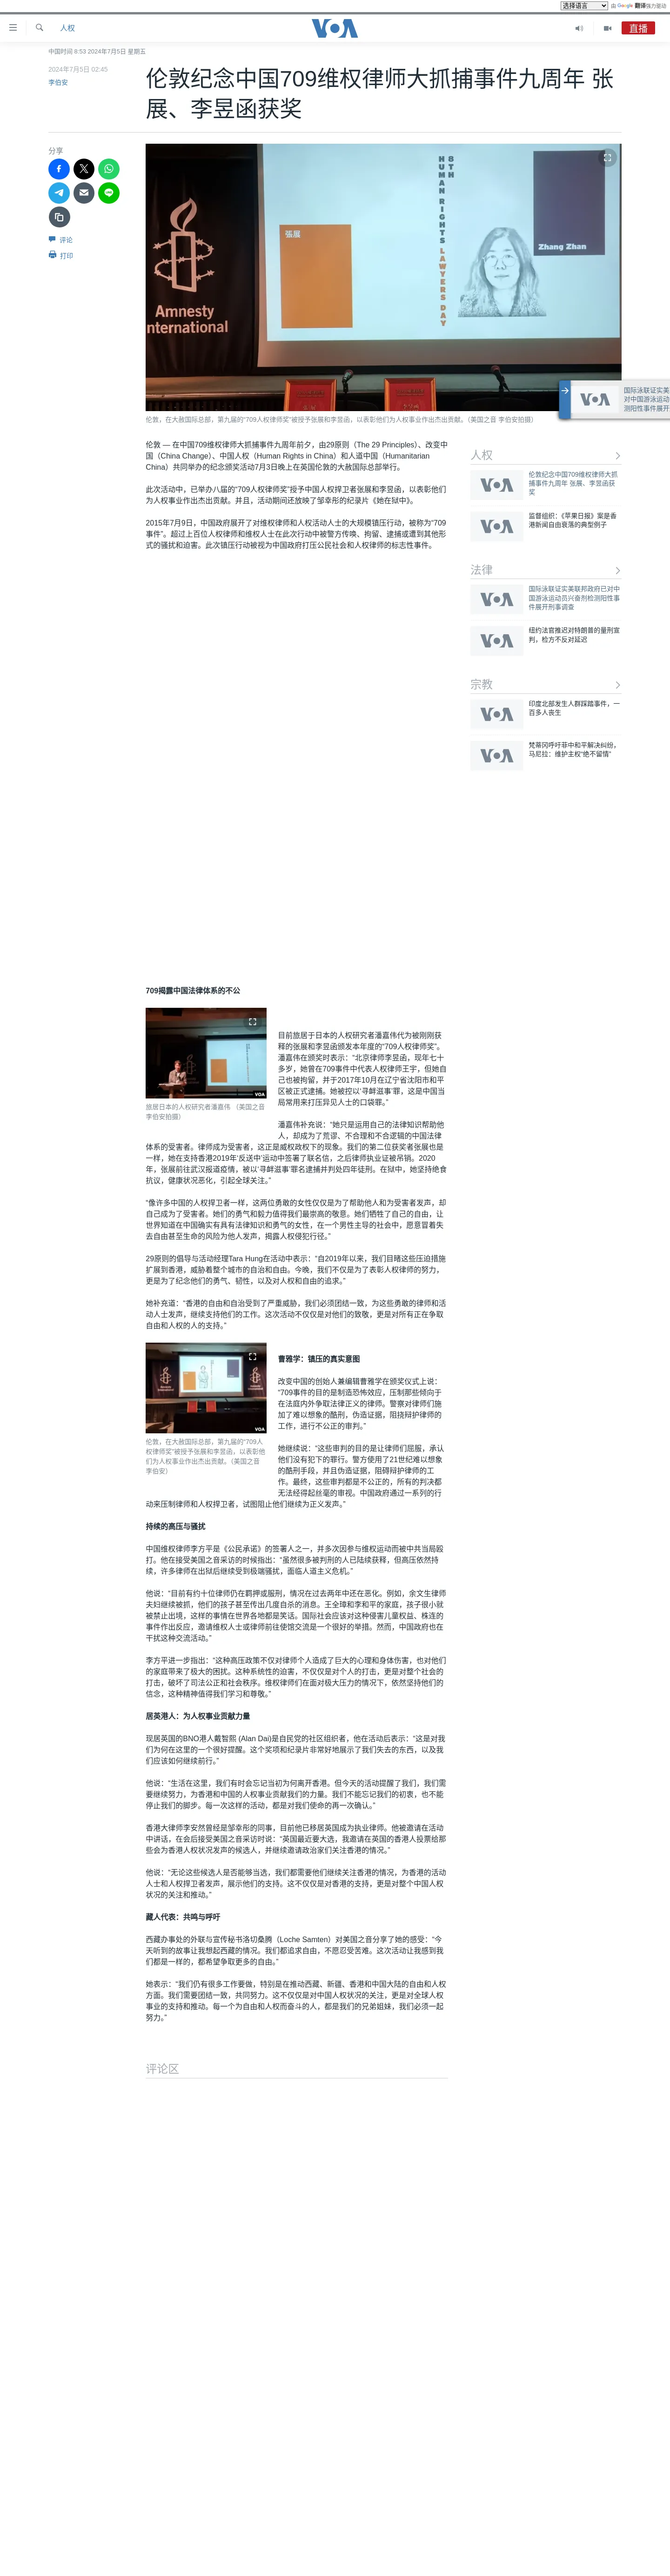 选择语言
由 Google 翻译强力驱动
人权
VOA
直播
中国时间 8:53 2024年7月5日 星期五
2024年7月5日 02:45
李伯安
伦敦纪念中国709维权律师大抓捕事件九周年 张
展、李昱函获奖
分享
评论
打印
Amnesty
International
張展
8TH
HUMAN RIGHTS LAWYERS DAY
Zhang Zhan
伦敦，在大赦国际总部，第九届的“709人权律师奖”被授予张展和李昱函，以表彰他们为人权事业作出杰出贡献。（美国之音 李伯安拍摄）
国际泳联证实美
对中国游泳运动
测阳性事件展开
伦敦 — 在中国709维权律师大抓捕事件九周年前夕，由29原则（The 29 Principles）、改变中
国（China Change）、中国人权（Human Rights in China）和人道中国（Humanitarian
China）共同举办的纪念颁奖活动7月3日晚上在英国伦敦的大赦国际总部举行。
此次活动中，已举办八届的“709人权律师奖”授予中国人权捍卫者张展和李昱函，以表彰他们
为人权事业作出杰出贡献。并且，活动期间还放映了邹幸彤的纪录片《她在狱中》。
2015年7月9日，中国政府展开了对维权律师和人权活动人士的大规模镇压行动，被称为“709
事件”。超过上百位人权律师和维权人士在此次行动中被警方传唤、拘留、逮捕或遭到其他形
式的骚扰和迫害。此次镇压行动被视为中国政府打压公民社会和人权律师的标志性事件。
人权
VOA
伦敦纪念中国709维权律师大抓
捕事件九周年 张展、李昱函获
奖
VOA
监督组织：《苹果日报》案是香
港新闻自由衰落的典型例子
法律
VOA
国际泳联证实美联邦政府已对中
国游泳运动员兴奋剂检测阳性事
件展开刑事调查
VOA
纽约法官推迟对特朗普的量刑宣
判，检方不反对延迟
宗教
VOA
印度北部发生人群踩踏事件，一
百多人丧生
VOA
梵蒂冈呼吁菲中和平解决纠纷，
马尼拉：维护主权“绝不留情”
709揭露中国法律体系的不公
VOA
旅居日本的人权研究者潘嘉伟 （美国之音
李伯安拍摄）
目前旅居于日本的人权研究者潘嘉伟代为被刚刚获
释的张展和李昱函颁发本年度的“709人权律师奖”。
潘嘉伟在颁奖时表示：“北京律师李昱函，现年七十
多岁，她曾在709事件中代表人权律师王宇，但她自
己也被拘留，并于2017年10月在辽宁省沈阳市和平
区被正式逮捕。她被控以‘寻衅滋事’罪，这是中国当
局常用来打压异见人士的口袋罪。”
潘嘉伟补充说：“她只是运用自己的法律知识帮助他
人，却成为了荒谬、不合理和不合逻辑的中国法律
体系的受害者。律师成为受害者，这正是威权政权下的现象。我们的第二位获奖者张展也是
一样，她在支持香港2019年‘反送中’运动中签署了联名信，之后律师执业证被吊销。2020
年，张展前往武汉报道疫情，被以‘寻衅滋事’罪名逮捕并判处四年徒刑。在狱中，她坚持绝食
抗议，健康状况恶化，引起全球关注。”
“像许多中国的人权捍卫者一样，这两位勇敢的女性仅仅是为了帮助他人和为受害者发声，却
自己成为了受害者。她们的勇气和毅力值得我们最崇高的敬意。她们牺牲了自己的自由，让
世界知道在中国确实有具有法律知识和勇气的女性，在一个男性主导的社会中，愿意冒着失
去自由甚至生命的风险为他人发声，揭露人权侵犯行径。”
29原则的倡导与活动经理Tara Hung在活动中表示：“自2019年以来，我们目睹这些压迫措施
扩展到香港，威胁着整个城市的自治和自由。今晚，我们不仅是为了表彰人权律师的努力，
更是为了纪念他们的勇气、韧性，以及对人权和自由的追求。”
她补充道：“香港的自由和自治受到了严重威胁，我们必须团结一致，为这些勇敢的律师和活
动人士发声，继续支持他们的工作。这次活动不仅仅是对他们的致敬，更是对所有正在争取
自由和人权的人的支持。”
VOA
伦敦，在大赦国际总部，第九届的“709人
权律师奖”被授予张展和李昱函，以表彰他
们为人权事业作出杰出贡献。（美国之音
李伯安）
曹雅学：镇压的真实意图
改变中国的创始人兼编辑曹雅学在颁奖仪式上说：
“709事件的目的是制造恐怖效应，压制那些倾向于
在法庭内外争取法律正义的律师。警察对律师们施
加了难以想象的酷刑，伪造证据，阻挠辩护律师的
工作，进行不公正的审判。”
她继续说：“这些审判的目的是让律师们屈服，承认
他们没有犯下的罪行。警方使用了21世纪难以想象
的酷刑手段，并且伪造证据，阻碍辩护律师的工
作。最终，这些审判都是不公正的，所有的判决都
无法经得起丝毫的审视。中国政府通过一系列的行
动来压制律师和人权捍卫者，试图阻止他们继续为正义发声。”
持续的高压与骚扰
中国维权律师李方平是《公民承诺》的签署人之一，并多次因参与维权运动而被中共当局殴
打。他在接受美国之音采访的时候指出：“虽然很多被判刑的人已陆续获释，但高压依然持
续，许多律师在出狱后继续受到极端骚扰，面临人道主义危机。”
他说：“目前有约十位律师仍在羁押或服刑，情况在过去两年中还在恶化。例如，余文生律师
夫妇继续被抓，他们的孩子甚至传出几度自杀的消息。王全璋和李和平的家庭，孩子很小就
被禁止出境，这样的事情在世界各地都是笑话。国际社会应该对这种侵害儿童权益、株连的
事件作出反应，邀请维权人士或律师前往使馆交流是一个很好的举措。然而，中国政府也在
干扰这种交流活动。”
李方平进一步指出：“这种高压政策不仅对律师个人造成了巨大的心理和身体伤害，也对他们
的家庭带来了极大的困扰。这种系统性的迫害，不仅仅是对个人的打击，更是对整个社会的
打击，破坏了司法公正和社会秩序。维权律师们在面对极大压力的情况下，依然坚持他们的
信念，这种精神值得我们学习和尊敬。”
居英港人：为人权事业贡献力量
现居英国的BNO港人戴智熙 (Alan Dai)是自民党的社区组织者，他在活动后表示：“这是对我
们为何在这里的一个很好提醒。这个奖项和纪录片非常好地展示了我们失去的东西，以及我
们应该如何继续前行。”
他说：“生活在这里，我们有时会忘记当初为何离开香港。但今天的活动提醒了我们，我们需
要继续努力，为香港和中国的人权事业贡献我们的力量。我们不能忘记我们的初衷，也不能
停止我们的脚步。每一次这样的活动，都是对我们使命的再一次确认。”
香港大律师李安然曾经是邹幸彤的同事，目前他已移居英国成为执业律师。他被邀请在活动
中讲话，在会后接受美国之音采访时说：“英国最近要大选，我邀请在英国的香港人投票给那
些会为香港人权状况发声的候选人，并继续邀请政治家们关注香港的情况。”
他说：“无论这些候选人是否能够当选，我们都需要他们继续关注香港的情况，为香港的活动
人士和人权捍卫者发声，展示他们的支持。这不仅仅是对香港的支持，更是对整个中国人权
状况的关注和推动。”
藏人代表：共鸣与呼吁
西藏办事处的外联与宣传秘书洛切桑腾（Loche Samten）对美国之音分享了她的感受：“今
天听到的故事让我想起西藏的情况。我们都追求自由，不愿忍受苦难。这次活动让我感到我
们都是一样的，都希望争取更多的自由。”
她表示：“我们仍有很多工作要做，特别是在推动西藏、新疆、香港和中国大陆的自由和人权
方面。我们需要团结一致，共同努力。这不仅仅是对中国人权状况的关注，更是对全球人权
事业的支持和推动。每一个为自由和人权而奋斗的人，都是我们的兄弟姐妹，我们必须一起
努力。”
评论区